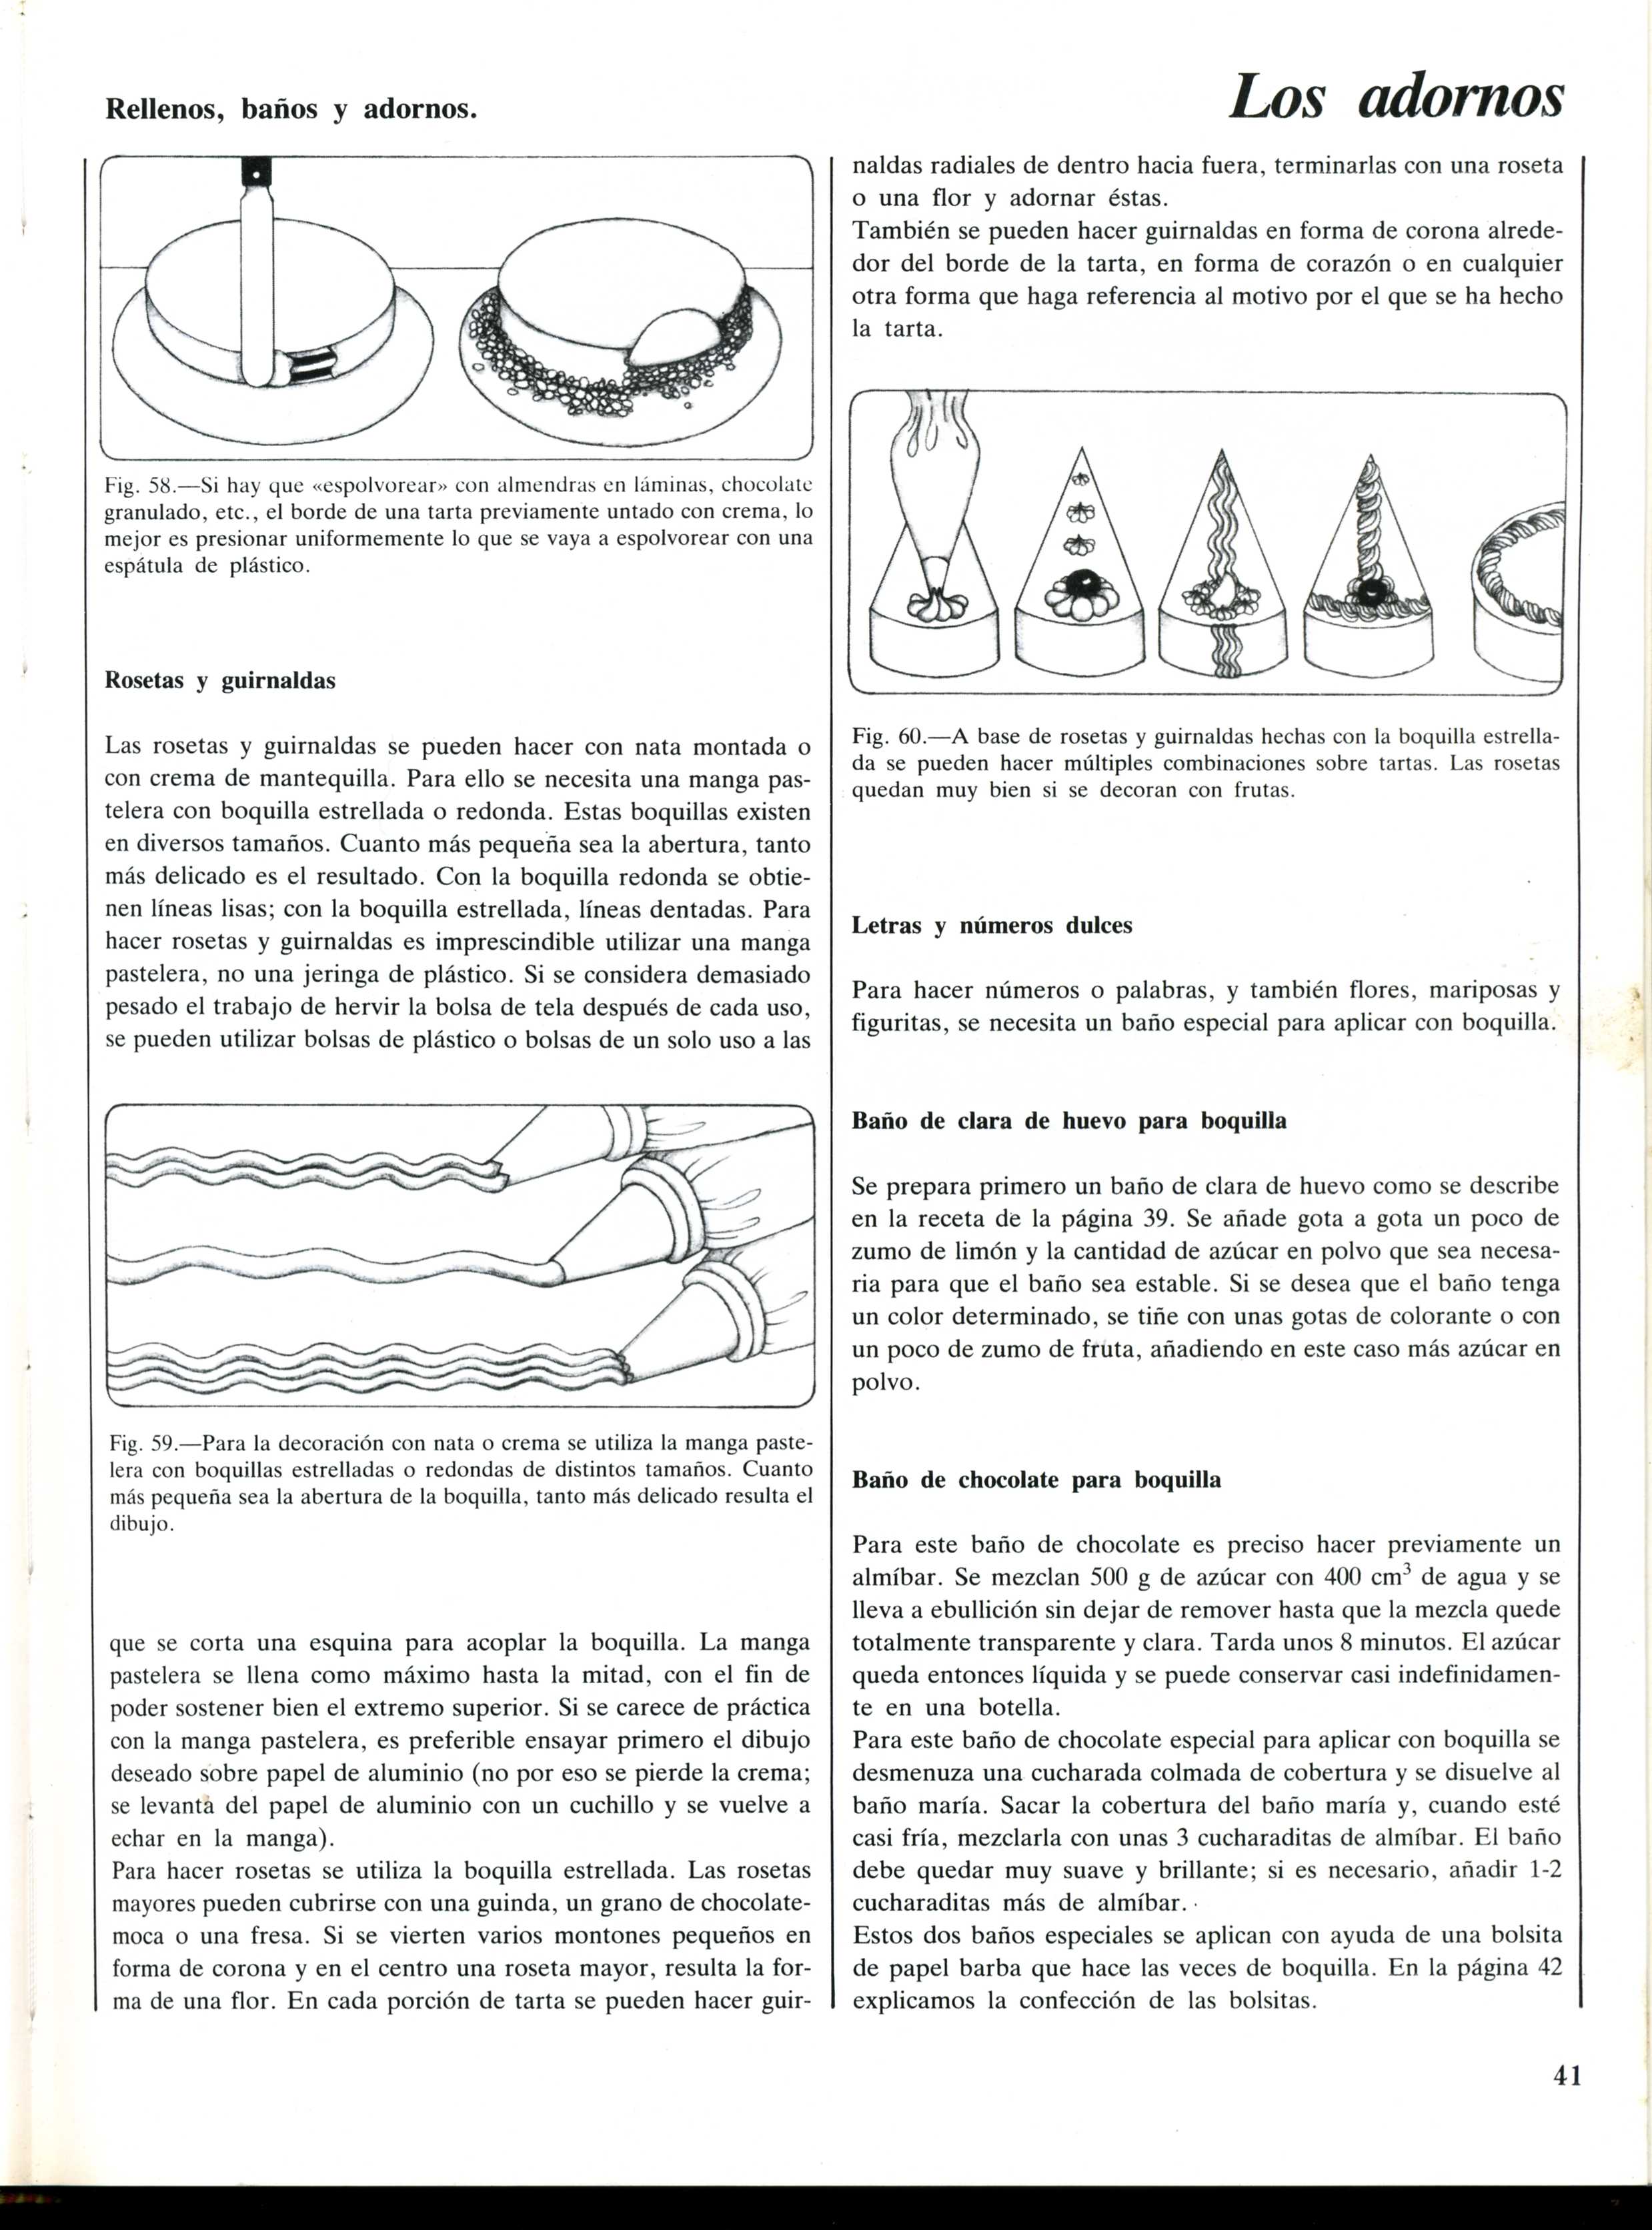 Rellenos, baños y adornos.
Los adornos
Fig. 58.—Si hay que «espolvorear» con almendras en láminas, chocolate
granulado, etc., el borde de una tarta previamente untado con crema, lo
mejor es presionar uniformemente lo que se vaya a espolvorear con una
espátula de plástico.
Rosetas y guirnaldas
Las rosetas y guirnaldas se pueden hacer con nata montada o
con crema de mantequilla. Para ello se necesita una manga pas-
telera con boquilla estrellada o redonda. Estas boquillas existen
en diversos tamaños. Cuanto más pequeña sea la abertura, tanto
más delicado es el resultado. Con la boquilla redonda se obtie-
nen líneas lisas; con la boquilla estrellada, líneas dentadas. Para
hacer rosetas y guirnaldas es imprescindible utilizar una manga
pastelera, no una jeringa de plástico. Si se considera demasiado
pesado el trabajo de hervir la bolsa de tela después de cada uso,
se pueden utilizar bolsas de plástico o bolsas de un solo uso a las
Fig. 59.—Para la decoración con nata o crema se utiliza la manga paste-
lera con boquillas estrelladas o redondas de distintos tamaños. Cuanto
más pequeña sea la abertura de la boquilla, tanto más delicado resulta el
dibujo.
que se corta una esquina para acoplar la boquilla. La manga
pastelera se llena como máximo hasta la mitad, con el fin de
poder sostener bien el extremo superior. Si se carece de práctica
con la manga pastelera, es preferible ensayar primero el dibujo
deseado sobre papel de aluminio (no por eso se pierde la crema;
se levanta del papel de aluminio con un cuchillo y se vuelve a
echar en la manga).
Para hacer rosetas se utiliza la boquilla estrellada. Las rosetas
mayores pueden cubrirse con una guinda, un grano de chocolate-
moca o una fresa. Si se vierten varios montones pequeños en
forma de corona y en el centro una roseta mayor, resulta la for-
ma de una flor. En cada porción de tarta se pueden hacer guir-
naldas radiales de dentro hacia fuera, terminarlas con una roseta
o una flor y adornar éstas.
También se pueden hacer guirnaldas en forma de corona alrede-
dor del borde de la tarta, en forma de corazón o en cualquier
otra forma que haga referencia al motivo por el que se ha hecho
la tarta.
Fig. 60.—A base de rosetas y guirnaldas hechas con la boquilla estrella-
da se pueden hacer múltiples combinaciones sobre tartas. Las rosetas
quedan muy bien si se decoran con frutas.
Letras y números dulces
Para hacer números o palabras, y también flores, mariposas y
figuritas, se necesita un baño especial para aplicar con boquilla.
Baño de clara de huevo para boquilla
Se prepara primero un baño de clara de huevo como se describe
en la receta de la página 39. Se añade gota a gota un poco de
zumo de limón y la cantidad de azúcar en polvo que sea necesa-
ria para que el baño sea estable. Si se desea que el baño tenga
un color determinado, se tiñe con unas gotas de colorante o con
un poco de zumo de fruta, añadiendo en este caso más azúcar en
polvo.
Baño de chocolate para boquilla
Para este baño de chocolate es preciso hacer previamente un
almíbar. Se mezclan 500 g de azúcar con 400 cm³ de agua y se
lleva a ebullición sin dejar de remover hasta que la mezcla quede
totalmente transparente y clara. Tarda unos 8 minutos. El azúcar
queda entonces líquida y se puede conservar casi indefinidamen-
te en una botella.
Para este baño de chocolate especial para aplicar con boquilla se
desmenuza una cucharada colmada de cobertura y se disuelve al
baño maría. Sacar la cobertura del baño maría y, cuando esté
casi fría, mezclarla con unas 3 cucharaditas de almíbar. El baño
debe quedar muy suave y brillante; si es necesario, añadir 1-2
cucharaditas más de almíbar.
Estos dos baños especiales se aplican con ayuda de una bolsita
de papel barba que hace las veces de boquilla. En la página 42
explicamos la confección de las bolsitas.
41